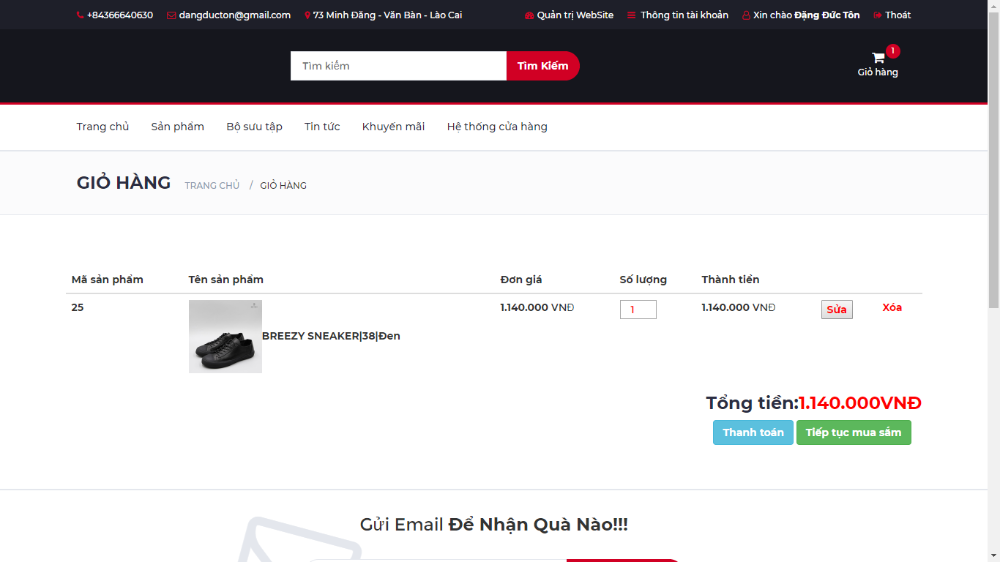 +84366640630 dangducton@gmail.com 73 Minh Đăng - Văn Bàn - Lào Cai Quản trị WebSite Thông tin tài khoản Xin chào Đặng Đức Tôn Thoát
Tìm kiếm Tìm Kiếm 1
Giỏ hàng
Trang chủ Sản phẩm Bộ sưu tập Tin tức Khuyến mãi Hệ thống cửa hàng
GIỎ HÀNG TRANG CHỦ / GIỎ HÀNG
Mã sản phẩm Tên sản phẩm Đơn giá Số lượng Thành tiền
25 1.140.000 VNĐ 1 1.140.000 VNĐ Sửa Xóa
BREEZY SNEAKER|38|Đen
Tổng tiền:1.140.000VNĐ
Thanh toán Tiếp tục mua sắm
Gửi Email Để Nhận Quà Nào!!!